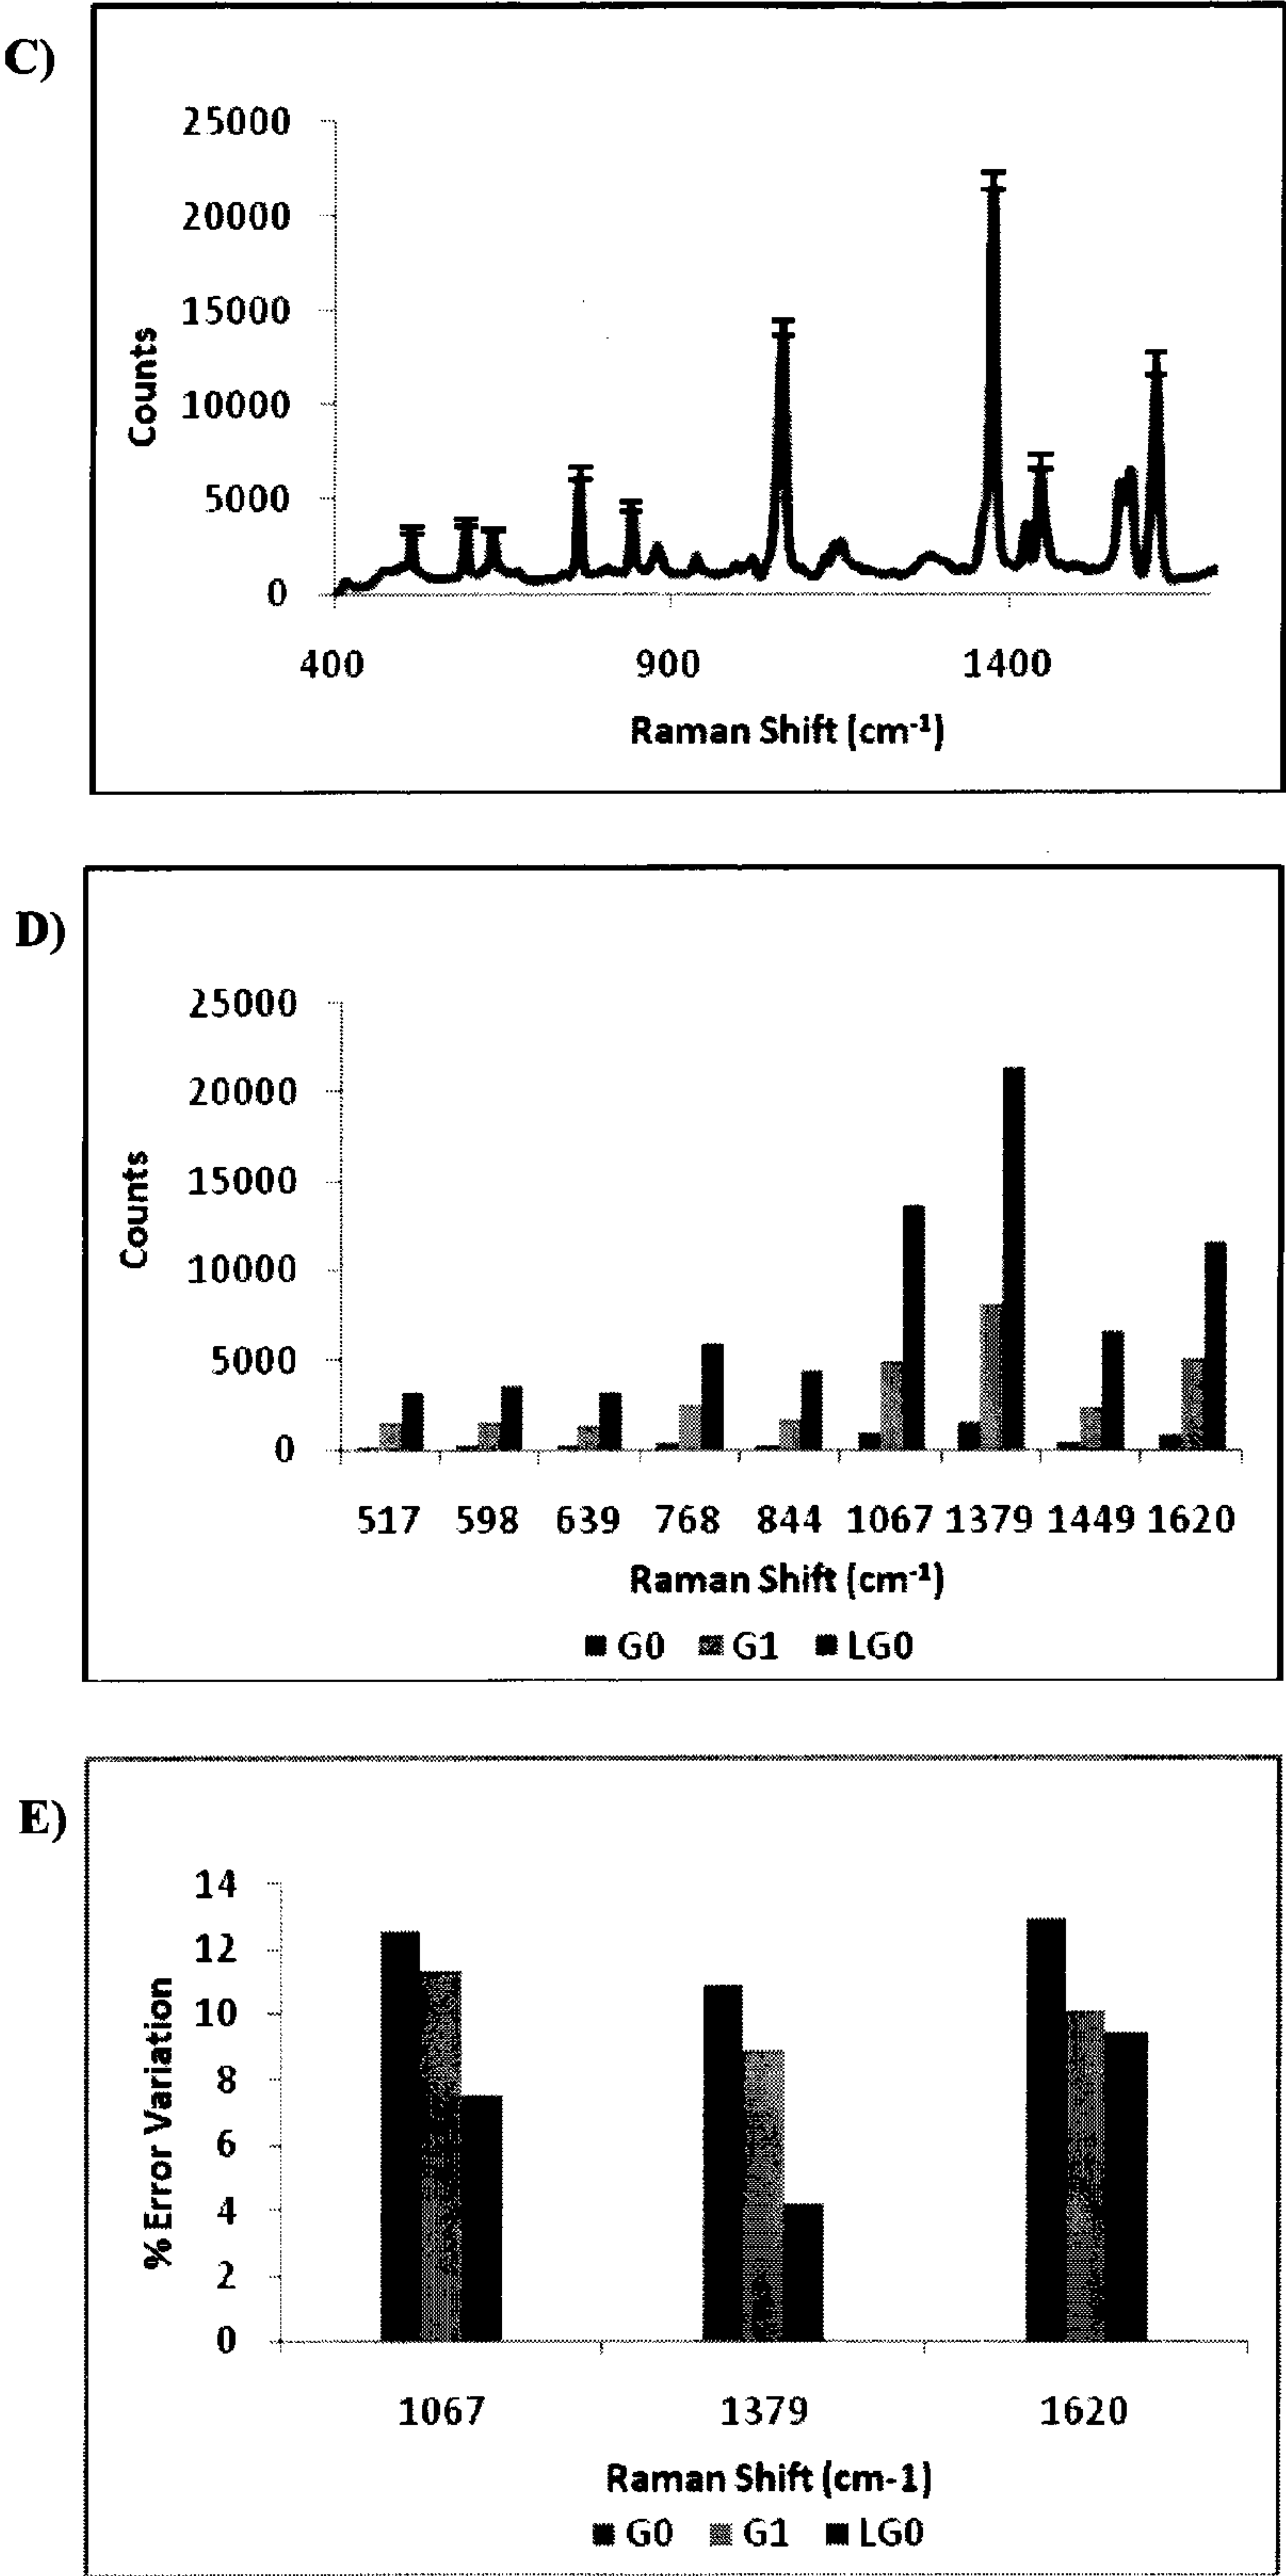 C)
25000
20000
15000
10000
5000
0
Counts
400 900 1400
Raman Shift (cm-1)
D)
25000
20000
15000
10000
5000
0
Counts
517 598 639 768 844 1067 1379 1449 1620
Raman Shift (cm-1)
G0 G1 LG0
E)
14
12
10
8
6
4
2
0
% Error Variation
1067 1379 1620
Raman Shift (cm-1)
G0 G1 LG0